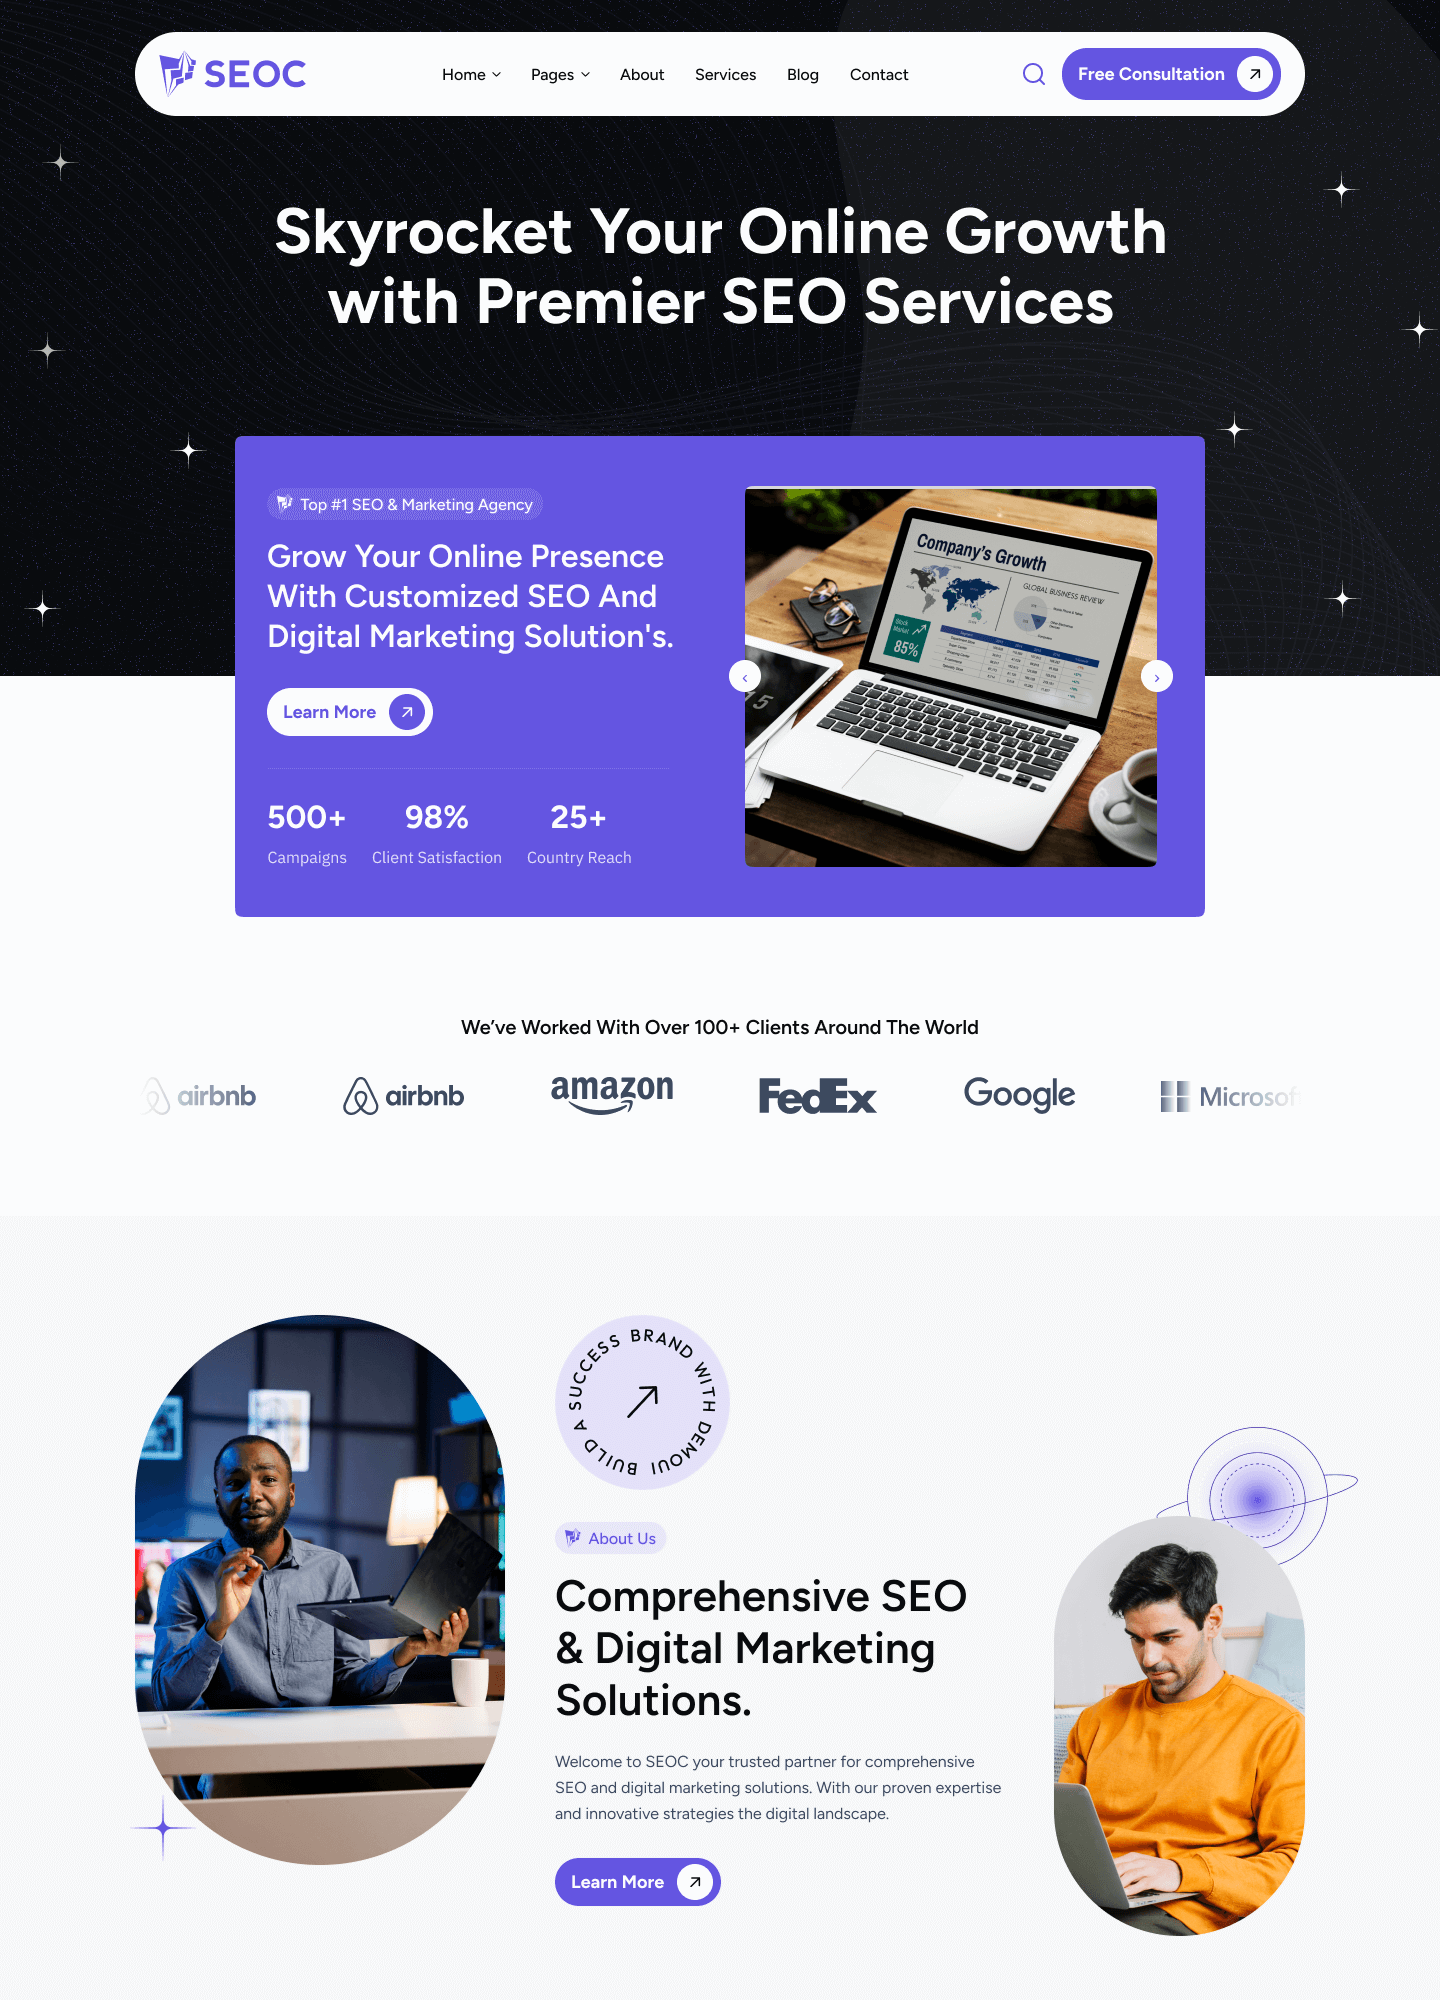 SEOC
Home
Pages
About
Services
Blog
Contact
Free Consultation
Skyrocket Your Online Growth
with Premier SEO Services
Top #1 SEO & Marketing Agency
Grow Your Online Presence
With Customized SEO And
Digital Marketing Solution's.
Learn More
500+
98%
25+
Campaigns
Client Satisfaction
Country Reach
Company's Growth
GLOBAL BUSINESS REVIEW
Stock
Market
85%
We’ve Worked With Over 100+ Clients Around The World
airbnb
airbnb
amazon
FedEx
Google
Microsoft
BUILD A SUCCESS BRAND WITH DEMOUI
About Us
Comprehensive SEO
& Digital Marketing
Solutions.
Welcome to SEOC your trusted partner for comprehensive
SEO and digital marketing solutions. With our proven expertise
and innovative strategies the digital landscape.
Learn More